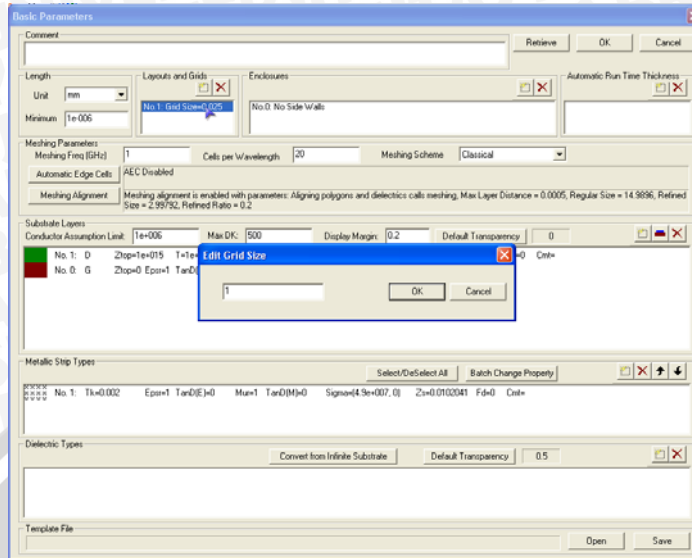 Basic Parameters
Comment
Retrieve OK Cancel
Length Layouts and Grids Enclosures Automatic Run Time Thickness
Unit mm
No.1: Grid Size=0.025 No.0: No Side Walls
Minimum 1e-006
Meshing Parameters
Meshing Freq (GHz) 1 Cells per Wavelength 20 Meshing Scheme Classical
Automatic Edge Cells AEC Disabled
Meshing Alignment Meshing alignment is enabled with parameters: Aligning polygons and dielectrics calls meshing, Max Layer Distance = 0.0005, Regular Size = 14.9896, Refined
Size = 2.99792, Refined Ratio = 0.2
Substrate Layers
Conductor Assumption Limit: 1e+006 Max DK: 500 Display Margin: 0.2 Default Transparency 0
No. 1: D Ztop=1e+015 =0 Cmt=
No. 0: G Ztop=0 Epsr=1
Edit Grid Size
1 OK Cancel
Metallic Strip Types
Select/DeSelect All Batch Change Property
No. 1: Tk=0.002 Epsr=1 TanD(E)=0 Mur=1 TanD(M)=0 Sigma=(4.9e+007, 0) Zs=0.0102041 Fd=0 Cmt=
Dielectric Types
Convert from Infinite Substrate Default Transparency 0.5
Template File
Open Save